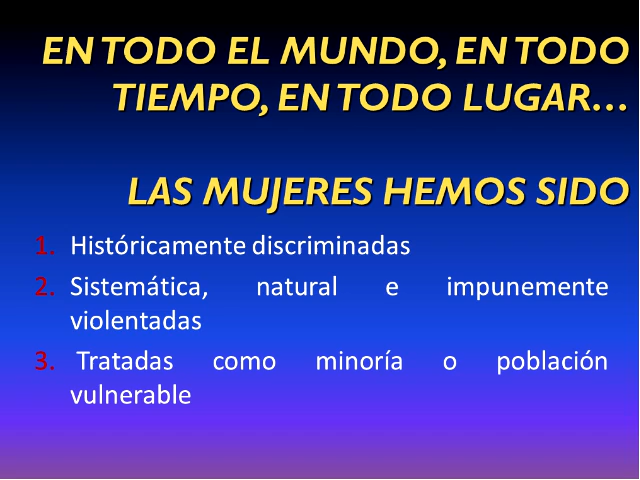 EN TODO EL MUNDO, EN TODO
TIEMPO, EN TODO LUGAR…
LAS MUJERES HEMOS SIDO
1. Históricamente discriminadas
2. Sistemática, natural e impunemente
violentadas
3. Tratadas como minoría o población
vulnerable